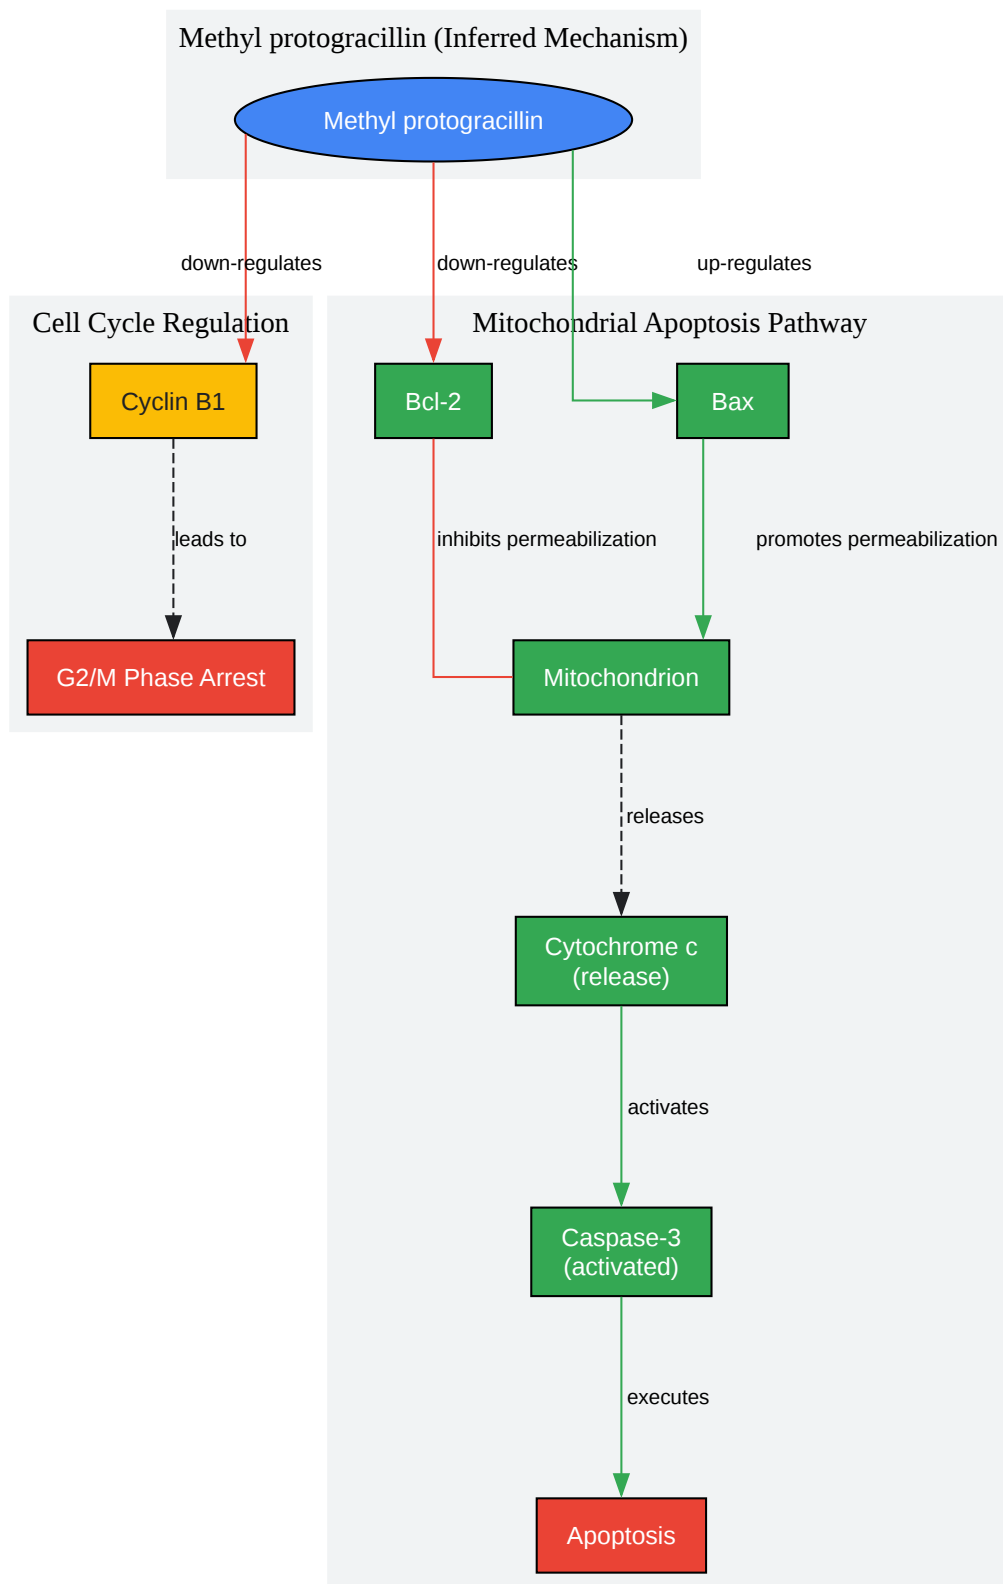 Methyl protogracillin (Inferred Mechanism)
Methyl protogracillin
down-regulates
down-regulates
up-regulates
Cell Cycle Regulation
Mitochondrial Apoptosis Pathway
Cyclin B1
Bcl-2
Bax
leads to
inhibits permeabilization
promotes permeabilization
G2/M Phase Arrest
Mitochondrion
releases
Cytochrome c
(release)
activates
Caspase-3
(activated)
executes
Apoptosis